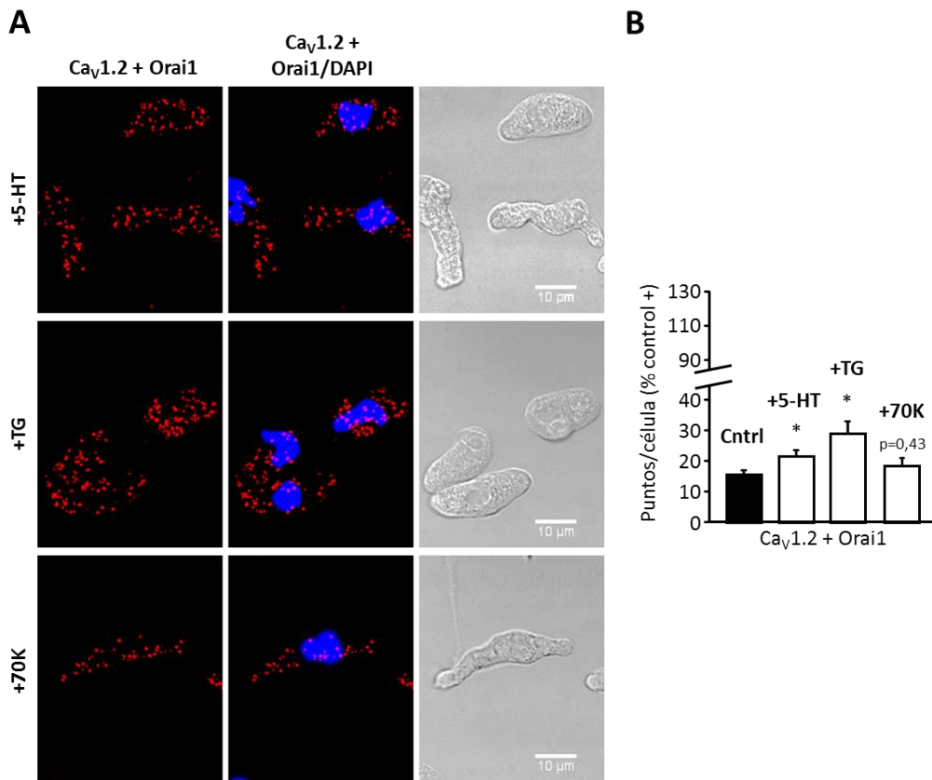 A
CaV1.2 + Orai1
CaV1.2 +
Orai1/DAPI
+5-HT
10 µm
+TG
10 µm
+70K
10 µm
B
Puntos/célula (% control +)
130
110
90
40
30
20
10
0
Cntrl
+5-HT
*
+TG
*
+70K
p=0,43
CaV1.2 + Orai1